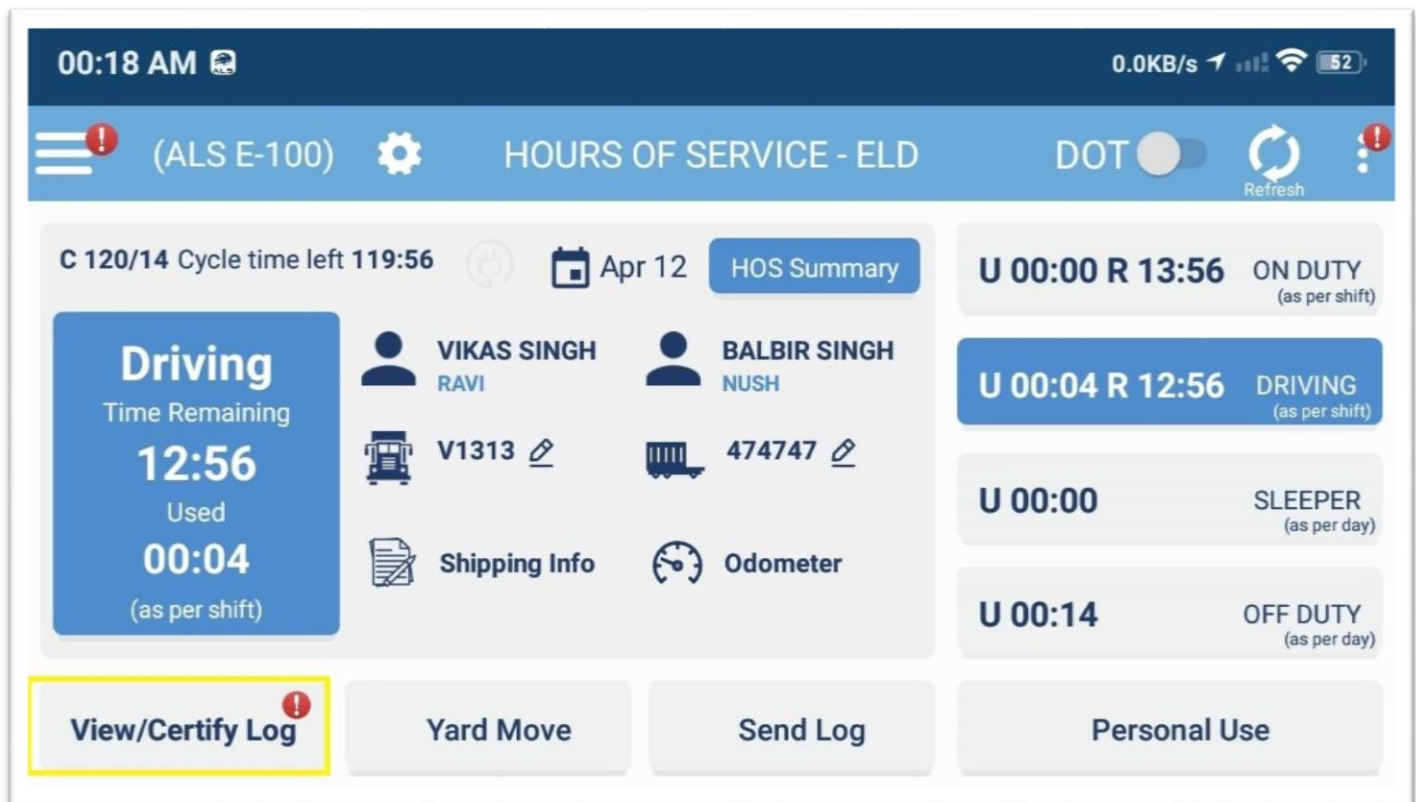 00:18 AM ALS 0.0KB/s 52
(ALS E-100) HOURS OF SERVICE - ELD DOT
Refresh
C 120/14 Cycle time left 119:56 Apr 12 HOS Summary
Driving
Time Remaining
12:56
Used
00:04
(as per shift)
VIKAS SINGH
RAVI
BALBIR SINGH
NUSH
V1313
474747
Shipping Info
Odometer
U 00:00 R 13:56 ON DUTY
(as per shift)
U 00:04 R 12:56 DRIVING
(as per shift)
U 00:00 SLEEPER
(as per day)
U 00:14 OFF DUTY
(as per day)
View/Certify Log
Yard Move
Send Log
Personal Use